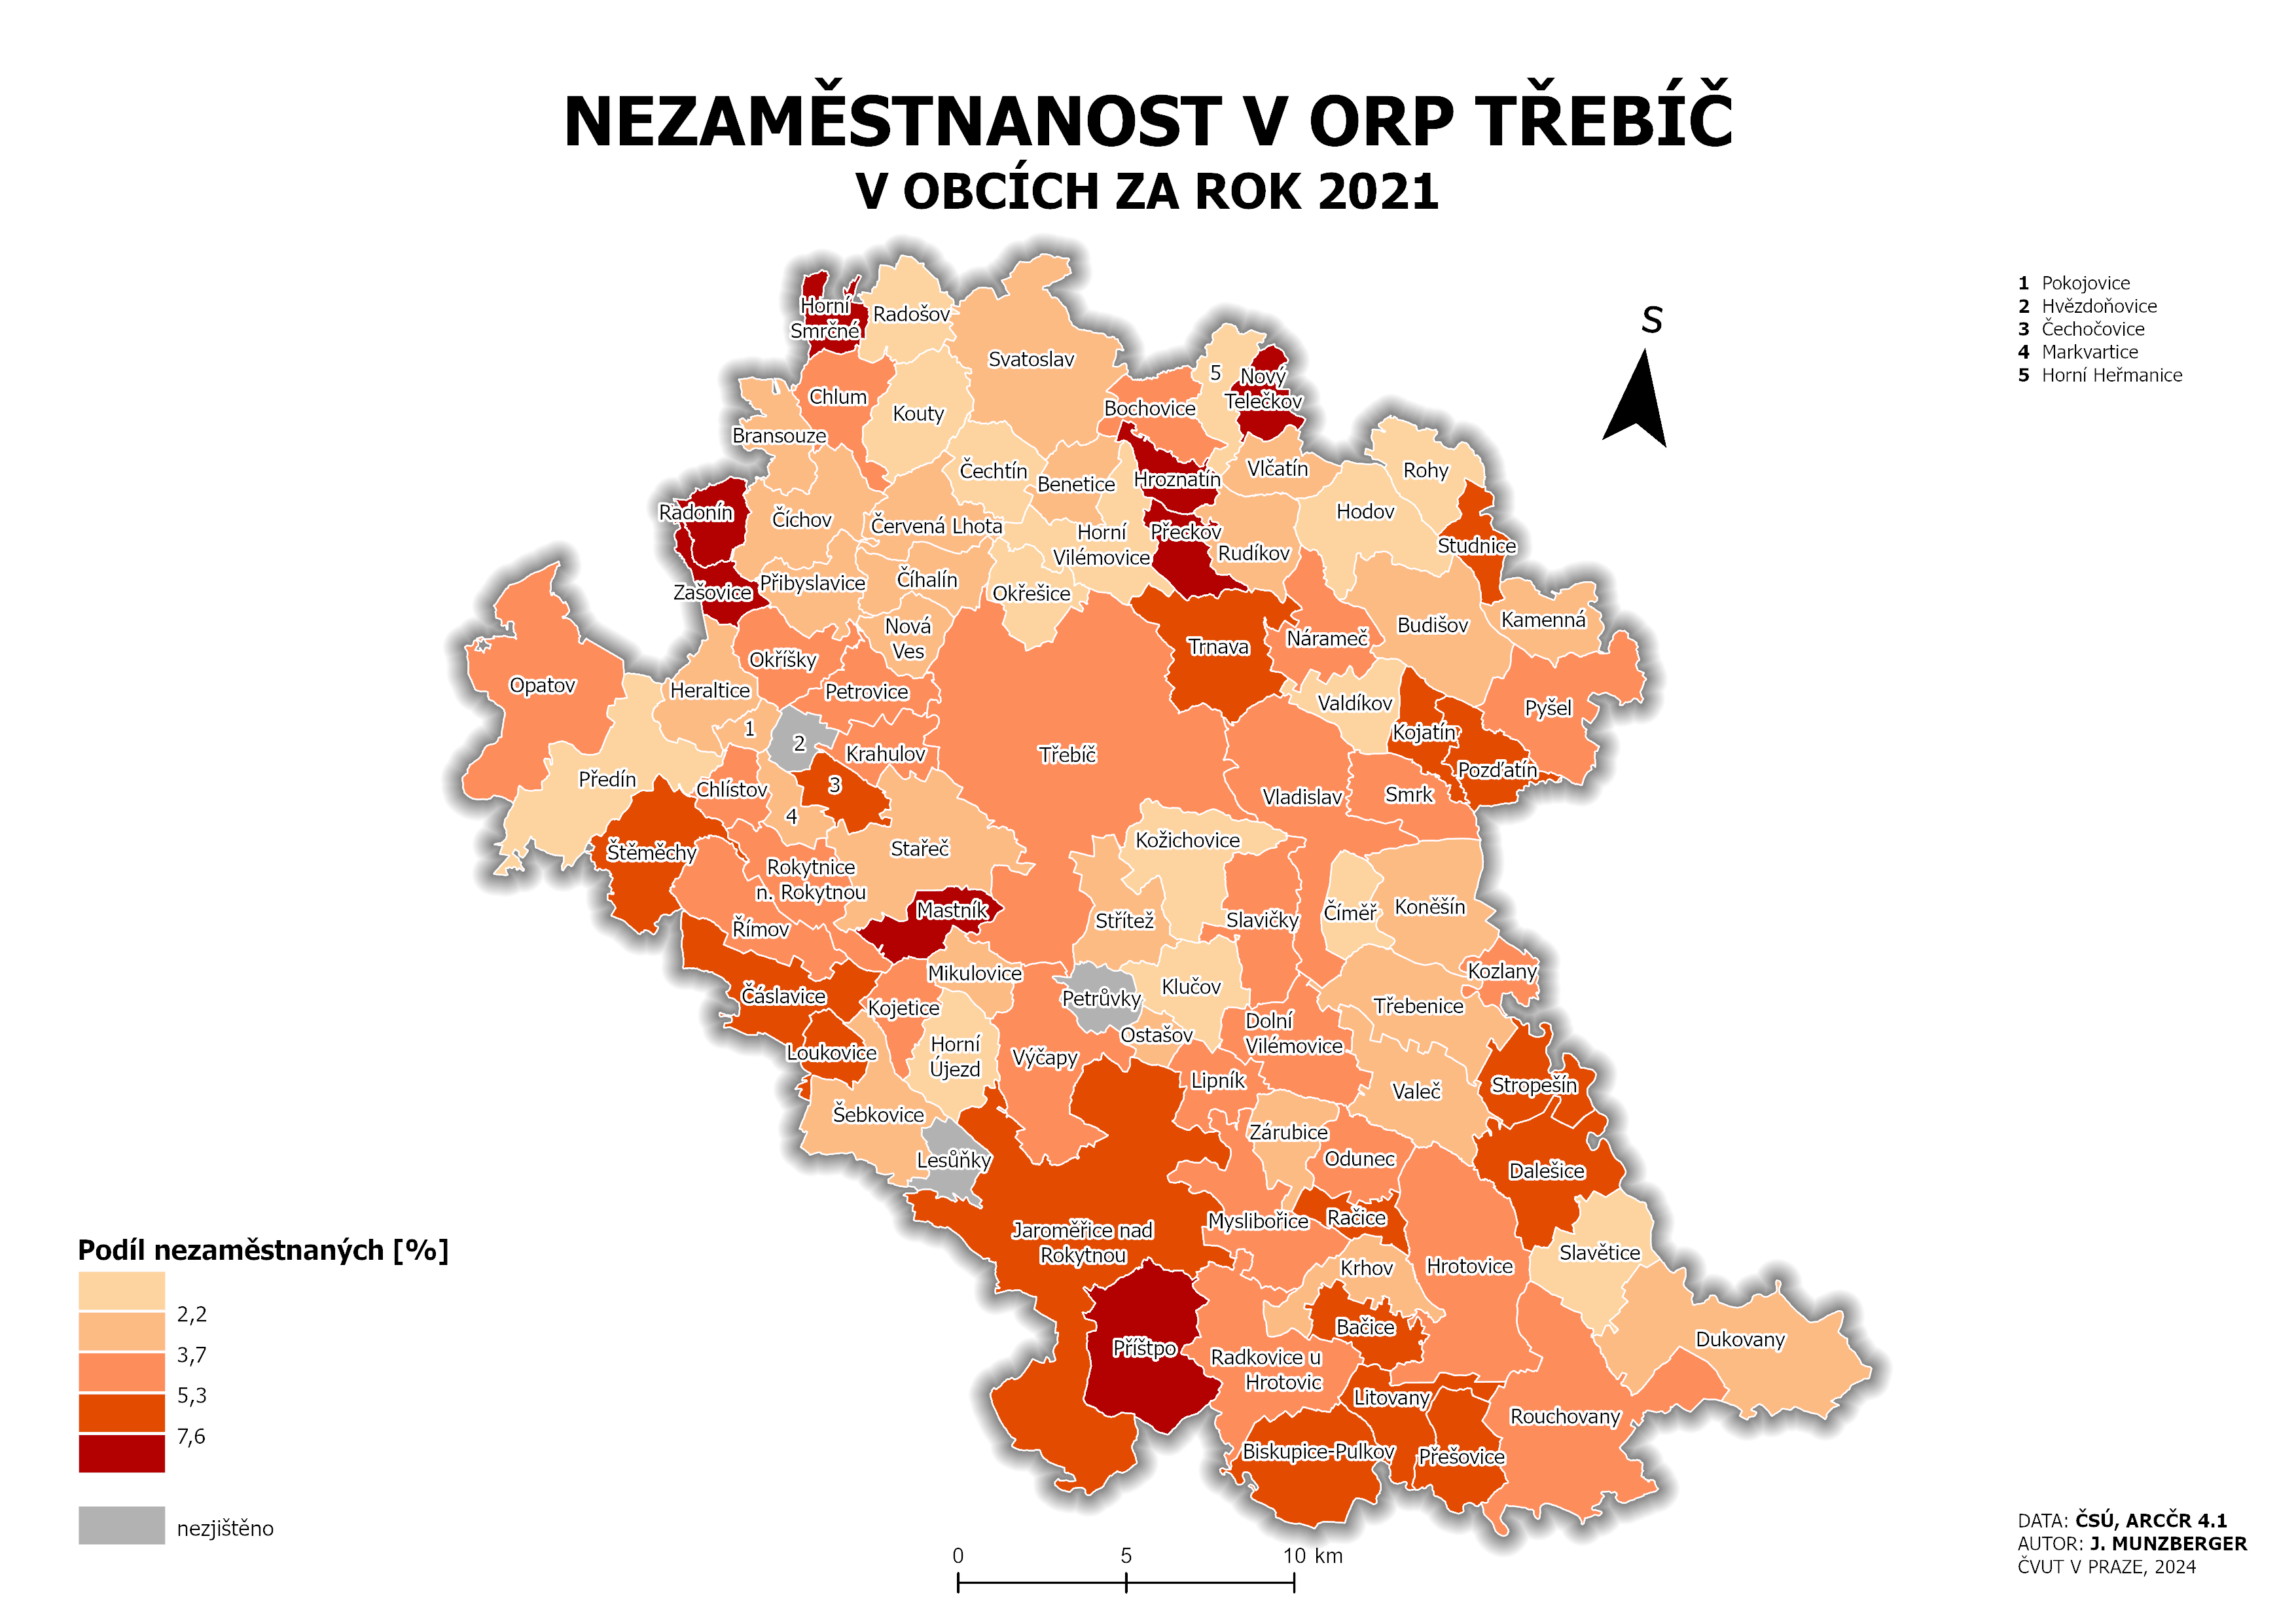 NEZAMĚSTNANOST V ORP TŘEBÍČ
V OBCÍCH ZA ROK 2021
1 Pokojovice
2 Hvězdoňovice
3 Čechočovice
4 Markvartice
5 Horní Heřmanice
S
Horní
Smrčné
Radošov
Svatoslav
Chlum
Kouty
Bochovice
5
Nový
Telečkov
Bransouze
Čechtín
Benetice
Hroznatín
Vlčatín
Rohy
Radonín
Číchov
Červená Lhota
Horní
Vilémovice
Přeckov
Rudíkov
Hodov
Studnice
Zašovice
Přibyslavice
Číhalín
Okřešice
Nová
Ves
Trnava
Nárameč
Budišov
Kamenná
Opatov
Okříšky
Heraltice
Petrovice
Valdíkov
Pyšel
1
2
Krahulov
Třebíč
Kojatín
Předín
Chlístov
3
4
Vladislav
Smrk
Pozďatín
Štěměchy
Rokytnice
n. Rokytnou
Stařeč
Kožichovice
Římov
Mastník
Střítež
Slavičky
Číměř
Koněšín
Čáslavice
Kojetice
Mikulovice
Petrůvky
Klučov
Třebenice
Kozlany
Loukovice
Horní
Újezd
Výčapy
Ostašov
Dolní
Vilémovice
Šebkovice
Lipník
Valeč
Stropešín
Lesůňky
Zárubice
Odunec
Dalešice
Jaroměřice nad
Rokytnou
Myslibořice
Račice
Krhov
Hrotovice
Slavětice
Příštpo
Radkovice u
Hrotovic
Bačice
Dukovany
Litovany
Rouchovany
Biskupice-Pulkov
Přešovice
Podíl nezaměstnaných [%]
2,2
3,7
5,3
7,6
nezjištěno
0 5 10 km
DATA: ČSÚ, ARCČR 4.1
AUTOR: J. MUNZBERGER
ČVUT V PRAZE, 2024